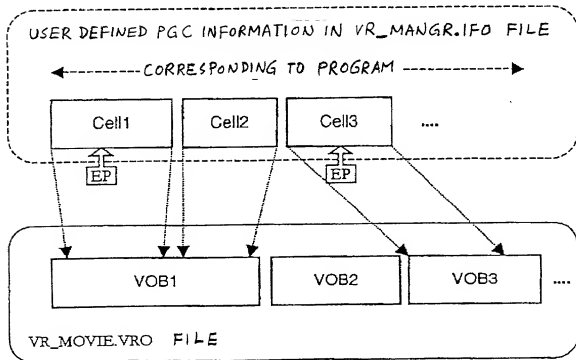 USER DEFINED PGC INFORMATION IN VR_MANGR.IFO FILE
CORRESPONDING TO PROGRAM
Cell1 Cell2 Cell3 ....
EP EP
VOB1 VOB2 VOB3 ....
VR_MOVIE.VRO FILE